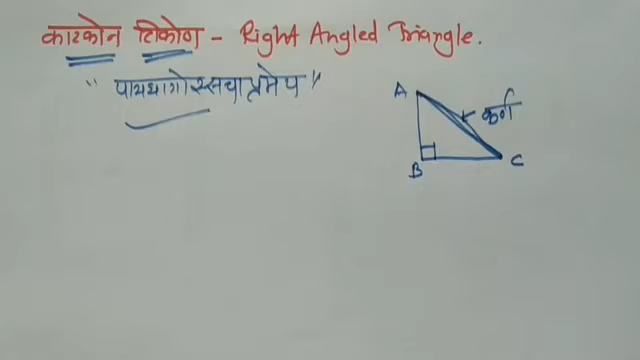 काटकोन त्रिकोण - Right Angled Triangle.
"पायथागोरसचा प्रमेय"
A
कर्ण
B
C